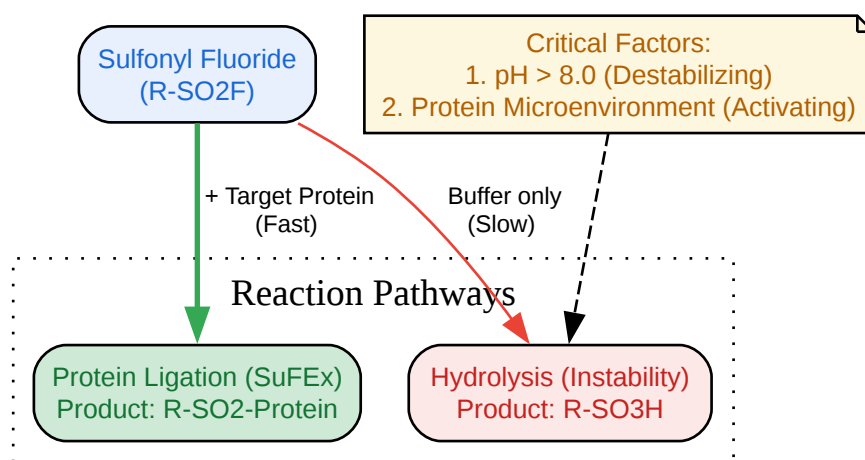 Sulfonyl Fluoride
(R-SO2F)
Critical Factors:
1. pH > 8.0 (Destabilizing)
2. Protein Microenvironment (Activating)
+ Target Protein
(Fast)
Buffer only
(Slow)
Reaction Pathways
Protein Ligation (SuFEx)
Product: R-SO2-Protein
Hydrolysis (Instability)
Product: R-SO3H